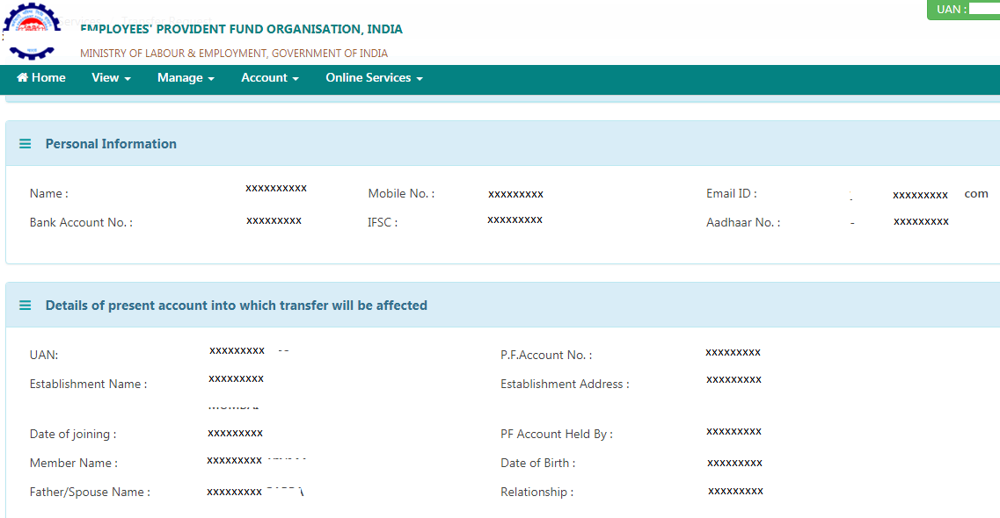 UAN :
EMPLOYEES' PROVIDENT FUND ORGANISATION, INDIA
MINISTRY OF LABOUR & EMPLOYMENT, GOVERNMENT OF INDIA
Home View Manage Account Online Services
Personal Information
Name : xxxxxxxxxx Mobile No. : xxxxxxxxx Email ID : xxxxxxxxx com
Bank Account No. : xxxxxxxxx IFSC : xxxxxxxxx Aadhaar No. : - xxxxxxxxx
Details of present account into which transfer will be affected
UAN: xxxxxxxxx P.F.Account No. : xxxxxxxxx
Establishment Name : xxxxxxxxx Establishment Address : xxxxxxxxx
Date of joining : xxxxxxxxx PF Account Held By : xxxxxxxxx
Member Name : xxxxxxxxx Date of Birth : xxxxxxxxx
Father/Spouse Name : xxxxxxxxx Relationship : xxxxxxxxx